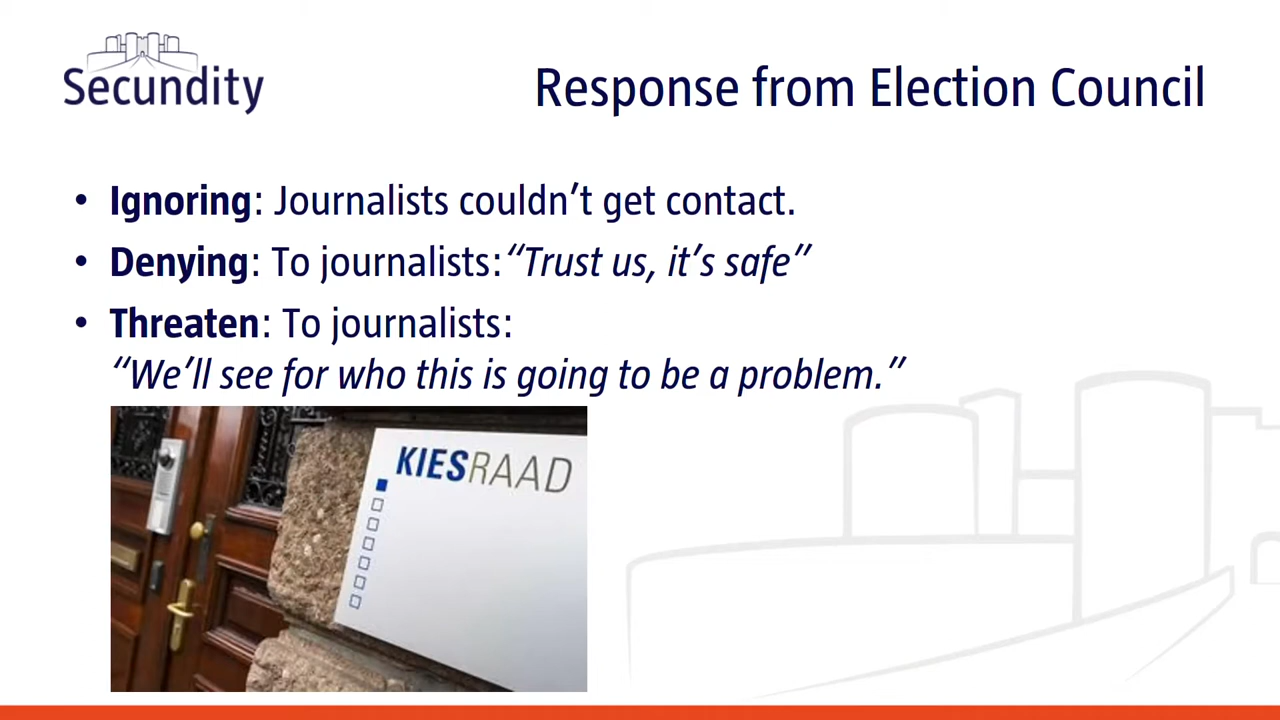 Secundity
Response from Election Council
• Ignoring: Journalists couldn’t get contact.
• Denying: To journalists: “Trust us, it’s safe”
• Threaten: To journalists:
“We’ll see for who this is going to be a problem.”
KIESRAAD